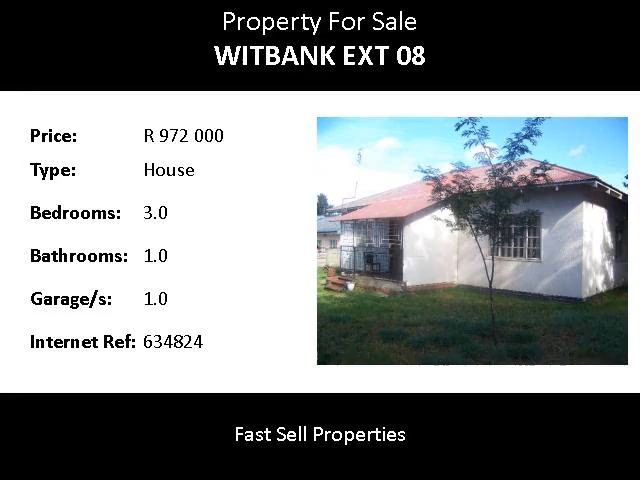 Property For Sale
WITBANK EXT 08
Price: R 972 000
Type: House
Bedrooms: 3.0
Bathrooms: 1.0
Garage/s: 1.0
Internet Ref: 634824
Fast Sell Properties